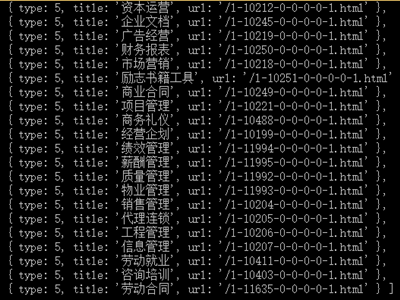 { type: 5, title: '资本运营', url: '/1-10212-0-0-0-0-1.html' },
{ type: 5, title: '企业文档', url: '/1-10245-0-0-0-0-1.html' },
{ type: 5, title: '广告经营', url: '/1-10219-0-0-0-0-1.html' },
{ type: 5, title: '财务报表', url: '/1-10250-0-0-0-0-1.html' },
{ type: 5, title: '市场营销', url: '/1-10218-0-0-0-0-1.html' },
{ type: 5, title: '励志书籍工具', url: '/1-10251-0-0-0-0-1.html'
{ type: 5, title: '商业合同', url: '/1-10249-0-0-0-0-1.html' },
{ type: 5, title: '项目管理', url: '/1-10221-0-0-0-0-1.html' },
{ type: 5, title: '商务礼仪', url: '/1-10488-0-0-0-0-1.html' },
{ type: 5, title: '经营企划', url: '/1-10199-0-0-0-0-1.html' },
{ type: 5, title: '绩效管理', url: '/1-11994-0-0-0-0-1.html' },
{ type: 5, title: '薪酬管理', url: '/1-11995-0-0-0-0-1.html' },
{ type: 5, title: '质量管理', url: '/1-11992-0-0-0-0-1.html' },
{ type: 5, title: '物业管理', url: '/1-11993-0-0-0-0-1.html' },
{ type: 5, title: '销售管理', url: '/1-10204-0-0-0-0-1.html' },
{ type: 5, title: '代理连锁', url: '/1-10205-0-0-0-0-1.html' },
{ type: 5, title: '工程管理', url: '/1-10206-0-0-0-0-1.html' },
{ type: 5, title: '信息管理', url: '/1-10207-0-0-0-0-1.html' },
{ type: 5, title: '劳动就业', url: '/1-10411-0-0-0-0-1.html' },
{ type: 5, title: '咨询培训', url: '/1-10403-0-0-0-0-1.html' },
{ type: 5, title: '劳动合同', url: '/1-11635-0-0-0-0-1.html' } ]